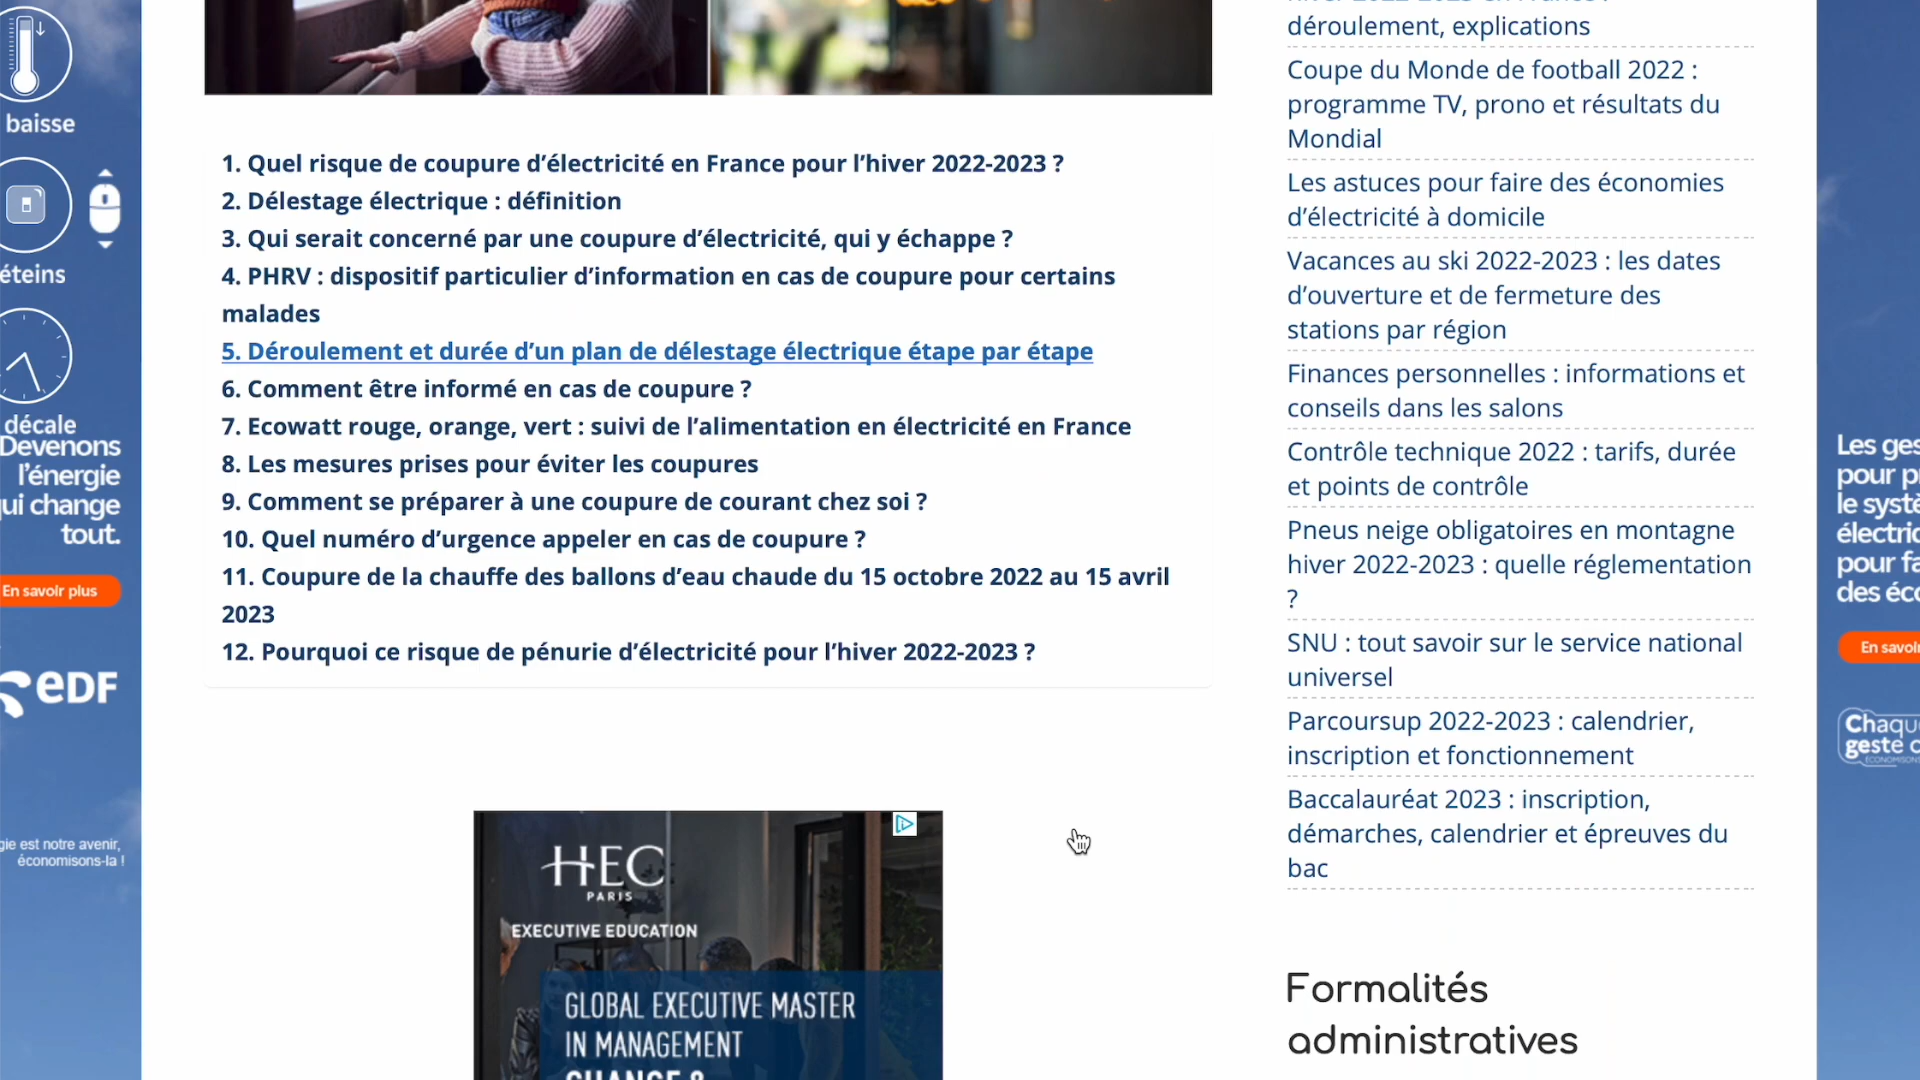 baisse
éteins
décale
Devenons
l'énergie
qui change
tout.
En savoir plus
eDF
économisons-la !
1. Quel risque de coupure d'électricité en France pour l'hiver 2022-2023 ?
2. Délestage électrique : définition
3. Qui serait concerné par une coupure d'électricité, qui y échappe ?
4. PHRV : dispositif particulier d'information en cas de coupure pour certains
malades
5. Déroulement et durée d'un plan de délestage électrique étape par étape
6. Comment être informé en cas de coupure ?
7. Ecowatt rouge, orange, vert : suivi de l'alimentation en électricité en France
8. Les mesures prises pour éviter les coupures
9. Comment se préparer à une coupure de courant chez soi ?
10. Quel numéro d'urgence appeler en cas de coupure ?
11. Coupure de la chauffe des ballons d'eau chaude du 15 octobre 2022 au 15 avril
2023
12. Pourquoi ce risque de pénurie d'électricité pour l'hiver 2022-2023 ?
HEC
PARIS
EXECUTIVE EDUCATION
GLOBAL EXECUTIVE MASTER
IN MANAGEMENT
déroulement, explications
Coupe du Monde de football 2022 :
programme TV, prono et résultats du
Mondial
Les astuces pour faire des économies
d'électricité à domicile
Vacances au ski 2022-2023 : les dates
d'ouverture et de fermeture des
stations par région
Finances personnelles : informations et
conseils dans les salons
Contrôle technique 2022 : tarifs, durée
et points de contrôle
Pneus neige obligatoires en montagne
hiver 2022-2023 : quelle réglementation
?
SNU : tout savoir sur le service national
universel
Parcoursup 2022-2023 : calendrier,
inscription et fonctionnement
Baccalauréat 2023 : inscription,
démarches, calendrier et épreuves du
bac
Formalités
administratives
Les ges
pour p
le systè
électric
pour fa
des éco
En savoi
Chaqu
geste c